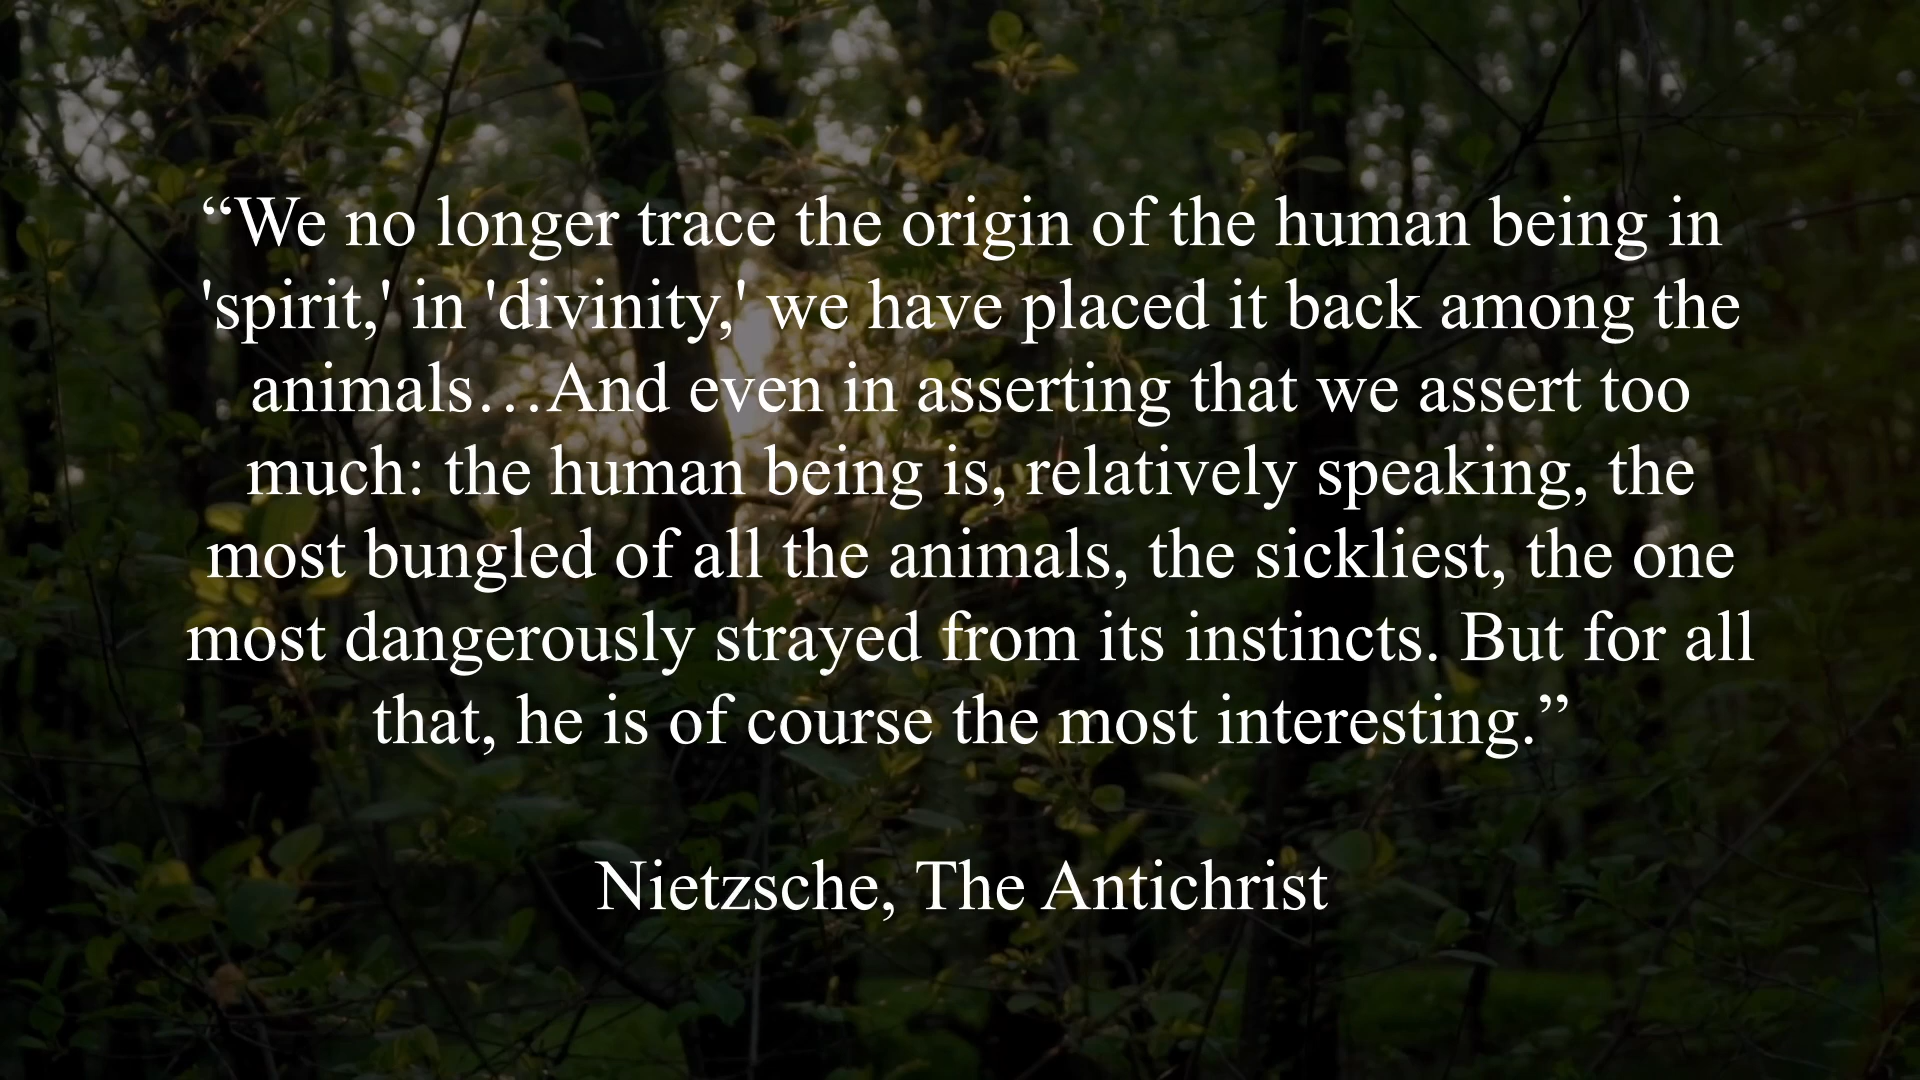 “We no longer trace the origin of the human being in
'spirit,' in 'divinity,' we have placed it back among the
animals…And even in asserting that we assert too
much: the human being is, relatively speaking, the
most bungled of all the animals, the sickliest, the one
most dangerously strayed from its instincts. But for all
that, he is of course the most interesting.”
Nietzsche, The Antichrist